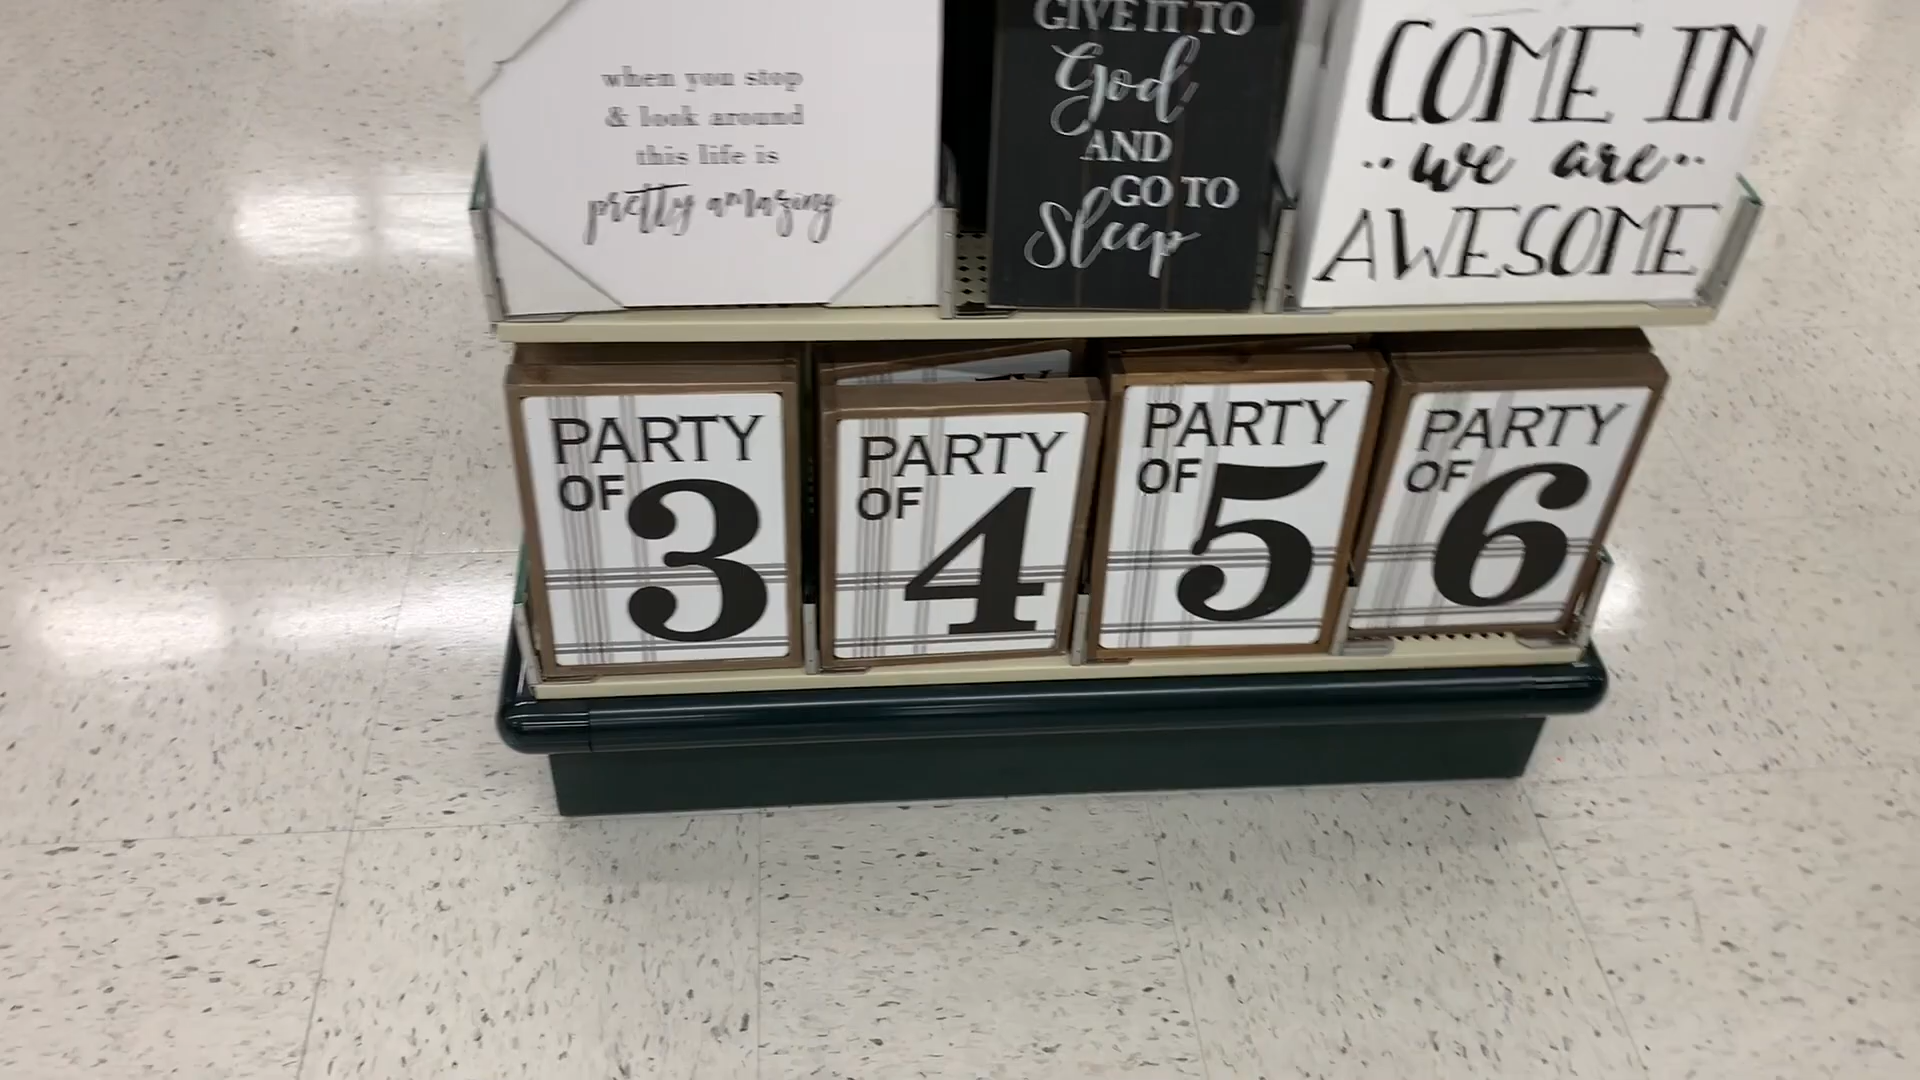 when you stop
& look around
this life is
pretty amazing
GIVE IT TO
God
AND
GO TO
Sleep
COME IN
we are
AWESOME
PARTY
OF 3
PARTY
OF 4
PARTY
OF 5
PARTY
OF 6